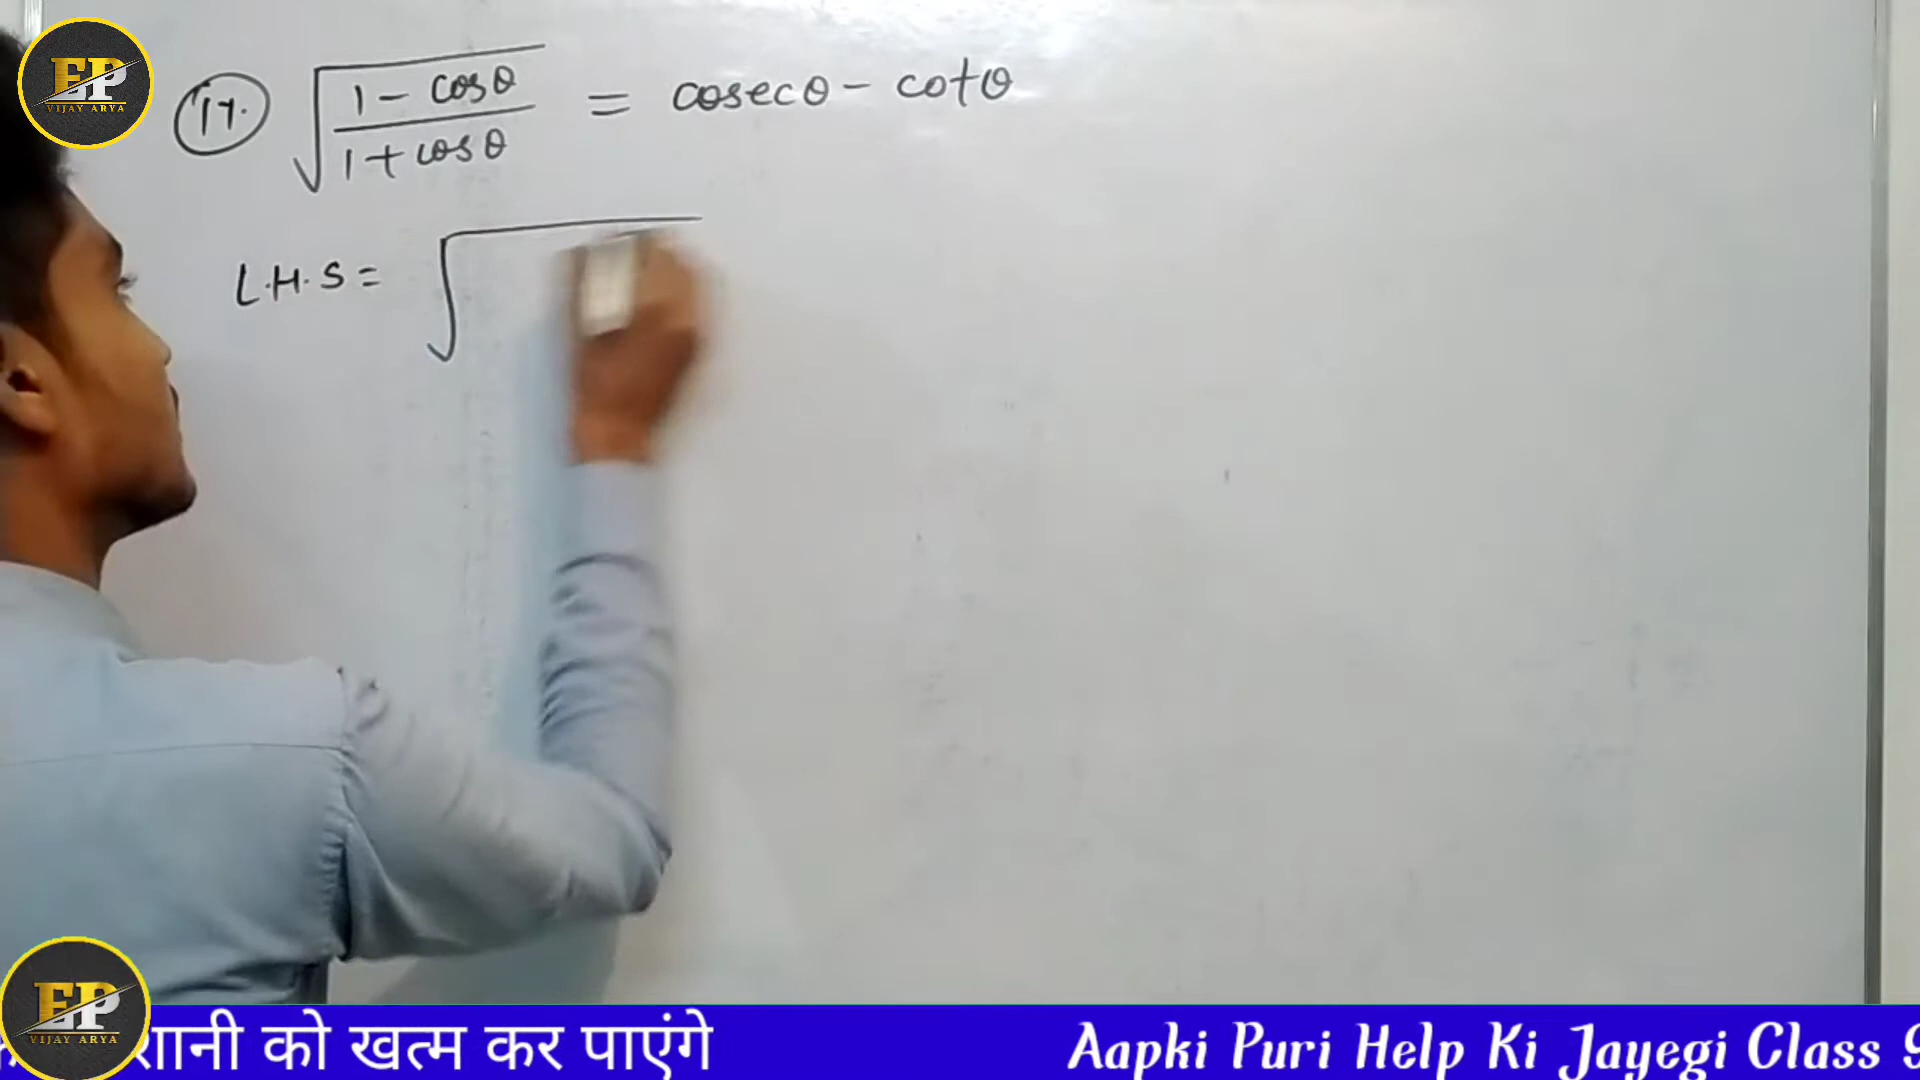 EP
VIJAY ARYA
17. √(1 - cosθ / 1 + cosθ) = cosecθ - cotθ
L.H.S = √
EP
VIJAY ARYA
शानी को खत्म कर पाएंगे Aapki Puri Help Ki Jayegi Class 9